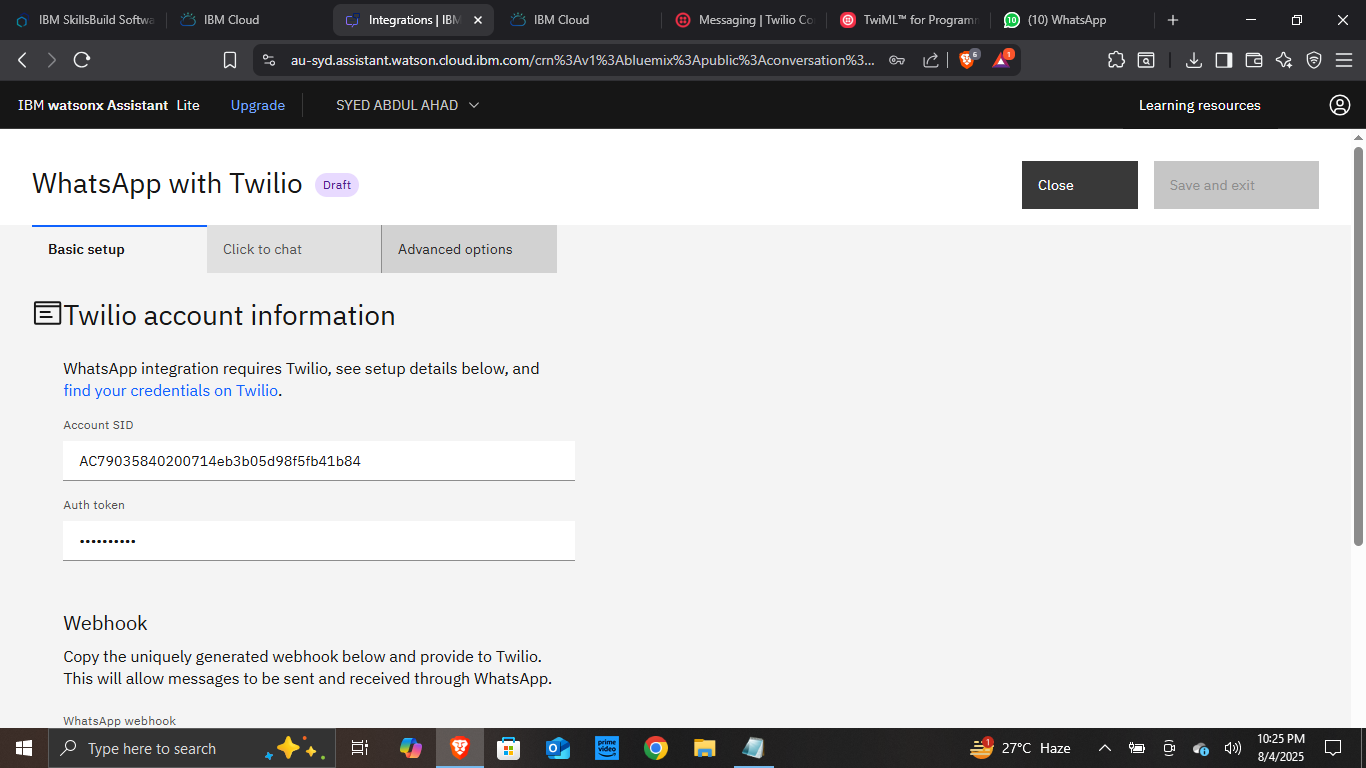 IBM SkillsBuild Softwa
IBM Cloud
Integrations | IBM
IBM Cloud
Messaging | Twilio Co
TwiML™ for Programm
(10) WhatsApp
au-syd.assistant.watson.cloud.ibm.com/crn%3Av1%3Abluemix%3Apublic%3Aconversation%3...
6
1
IBM watsonx Assistant Lite
Upgrade
SYED ABDUL AHAD
Learning resources
WhatsApp with Twilio
Draft
Close
Save and exit
Basic setup
Click to chat
Advanced options
Twilio account information
WhatsApp integration requires Twilio, see setup details below, and
find your credentials on Twilio.
Account SID
AC79035840200714eb3b05d98f5fb41b84
Auth token
••••••••••
Webhook
Copy the uniquely generated webhook below and provide to Twilio.
This will allow messages to be sent and received through WhatsApp.
WhatsApp webhook
Type here to search
prime video
1
27°C Haze
10:25 PM
8/4/2025